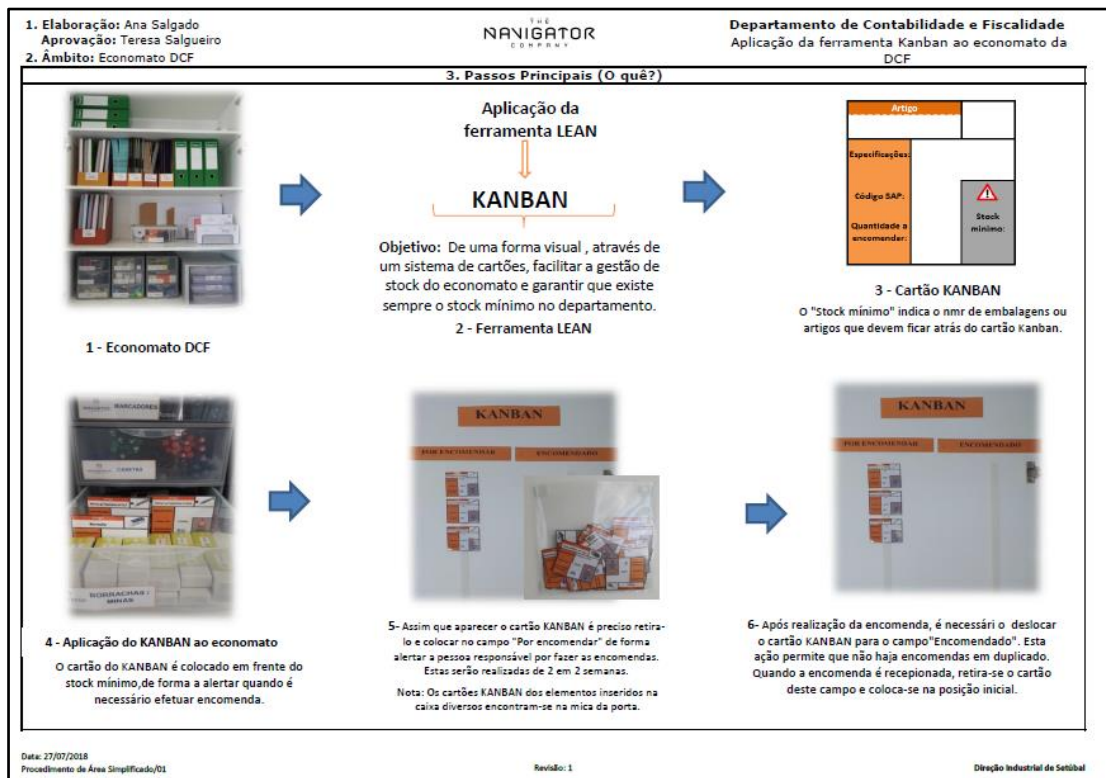 1. Elaboração: Ana Salgado
Aprovação: Teresa Salgueiro
2. Âmbito: Economato DCF
THE
NAVIGATOR
COMPANY
Departamento de Contabilidade e Fiscalidade
Aplicação da ferramenta Kanban ao economato da
DCF
3. Passos Principais (O quê?)
1 - Economato DCF
Aplicação da
ferramenta LEAN
KANBAN
Objetivo: De uma forma visual , através de
um sistema de cartões, facilitar a gestão de
stock do economato e garantir que existe
sempre o stock mínimo no departamento.
2 - Ferramenta LEAN
Artigo
Especificações:
Código SAP:
Quantidade a
encomendar:
Stock
mínimo:
3 - Cartão KANBAN
O "Stock mínimo" indica o nmr de embalagens ou
artigos que devem ficar atrás do cartão Kanban.
MARCADORES
CANETAS
BORRACHAS /
MINAS
4 - Aplicação do KANBAN ao economato
O cartão do KANBAN é colocado em frente do
stock mínimo,de forma a alertar quando é
necessário efetuar encomenda.
KANBAN
POR ENCOMENDAR
ENCOMENDADO
5- Assim que aparecer o cartão KANBAN é preciso retira-
lo e colocar no campo "Por encomendar" de forma
alertar a pessoa responsável por fazer as encomendas.
Estas serão realizadas de 2 em 2 semanas.
Nota: Os cartões KANBAN dos elementos inseridos na
caixa diversos encontram-se na mica da porta.
KANBAN
POR ENCOMENDAR
ENCOMENDADO
6- Após realização da encomenda, é necessári o deslocar
o cartão KANBAN para o campo"Encomendado". Esta
ação permite que não haja encomendas em duplicado.
Quando a encomenda é recepionada, retira-se o cartão
deste campo e coloca-se na posição inicial.
Data: 27/07/2018
Procedimento de Área Simplificado/01
Revisão: 1
Direção Industrial de Setúbal